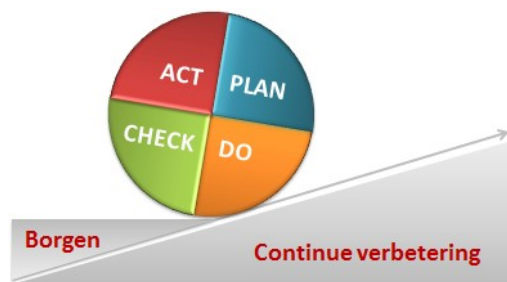 ACT
PLAN
CHECK
DO
Borgen
Continue verbetering